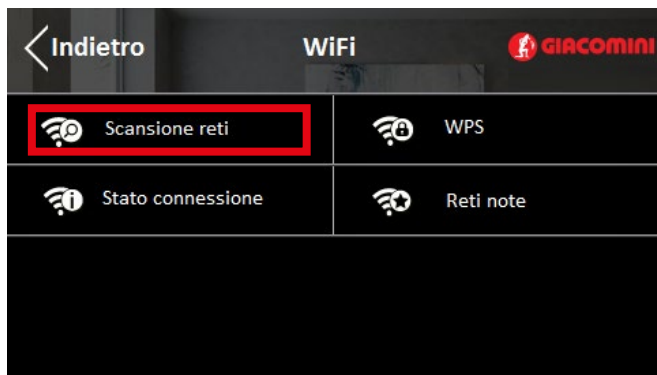 Indietro WiFi GIACOMINI
Scansione reti WPS
Stato connessione Reti note